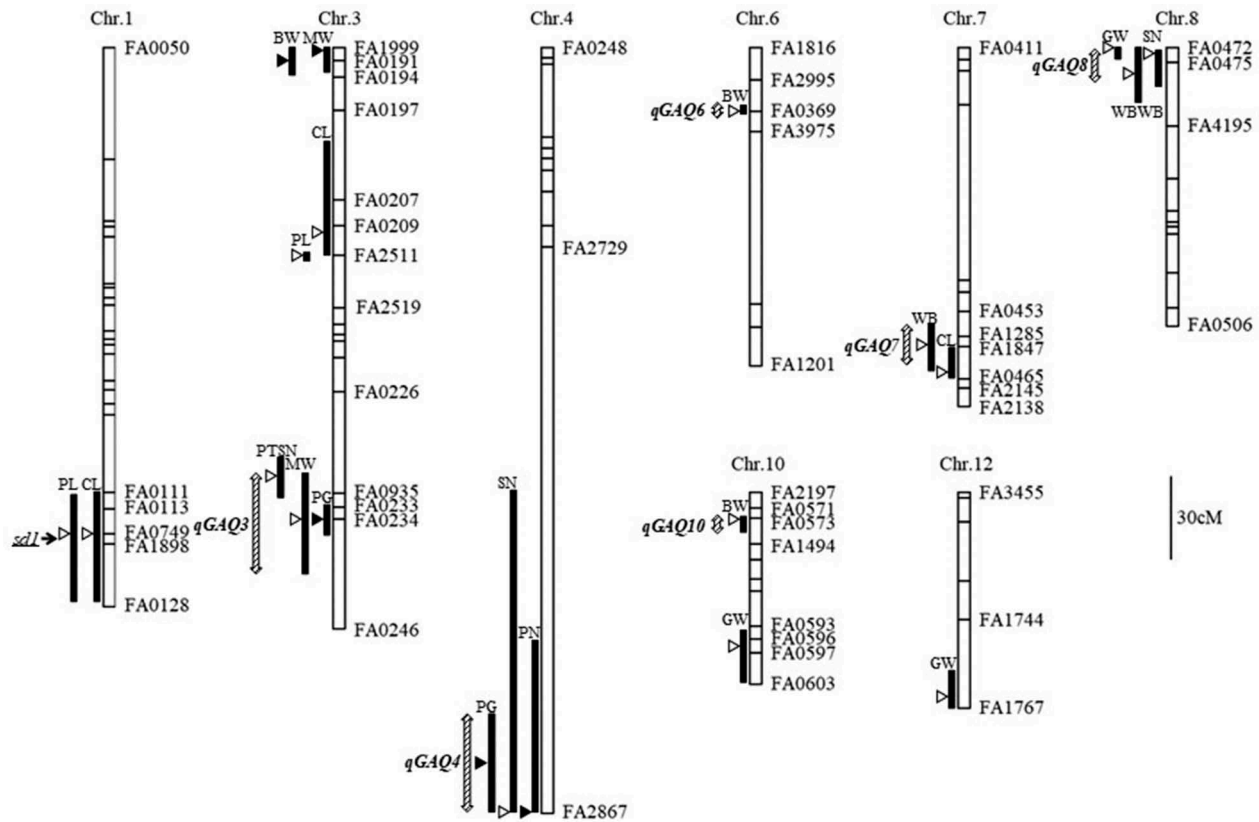 Chr.1
FA0050
PL CL
FA0111
FA0113
sd1
FA0749
FA1898
FA0128
Chr.3
BW MW
FA1999
FA0191
FA0194
FA0197
CL
FA0207
FA0209
PL
FA2511
FA2519
FA0226
PTSN
MW
PG
FA0935
FA0233
FA0234
qGAQ3
FA0246
Chr.4
FA0248
FA2729
SN
PN
PG
qGAQ4
FA2867
Chr.6
FA1816
FA2995
BW
qGAQ6
FA0369
FA3975
FA1201
Chr.7
FA0411
FA0453
WB
FA1285
CL
FA1847
qGAQ7
FA0465
FA2145
FA2138
Chr.8
GW SN
FA0472
FA0475
qGAQ8
WBWB
FA4195
FA0506
Chr.10
FA2197
BW
FA0571
FA0573
qGAQ10
FA1494
GW
FA0593
FA0596
FA0597
FA0603
Chr.12
FA3455
FA1744
GW
FA1767
30cM